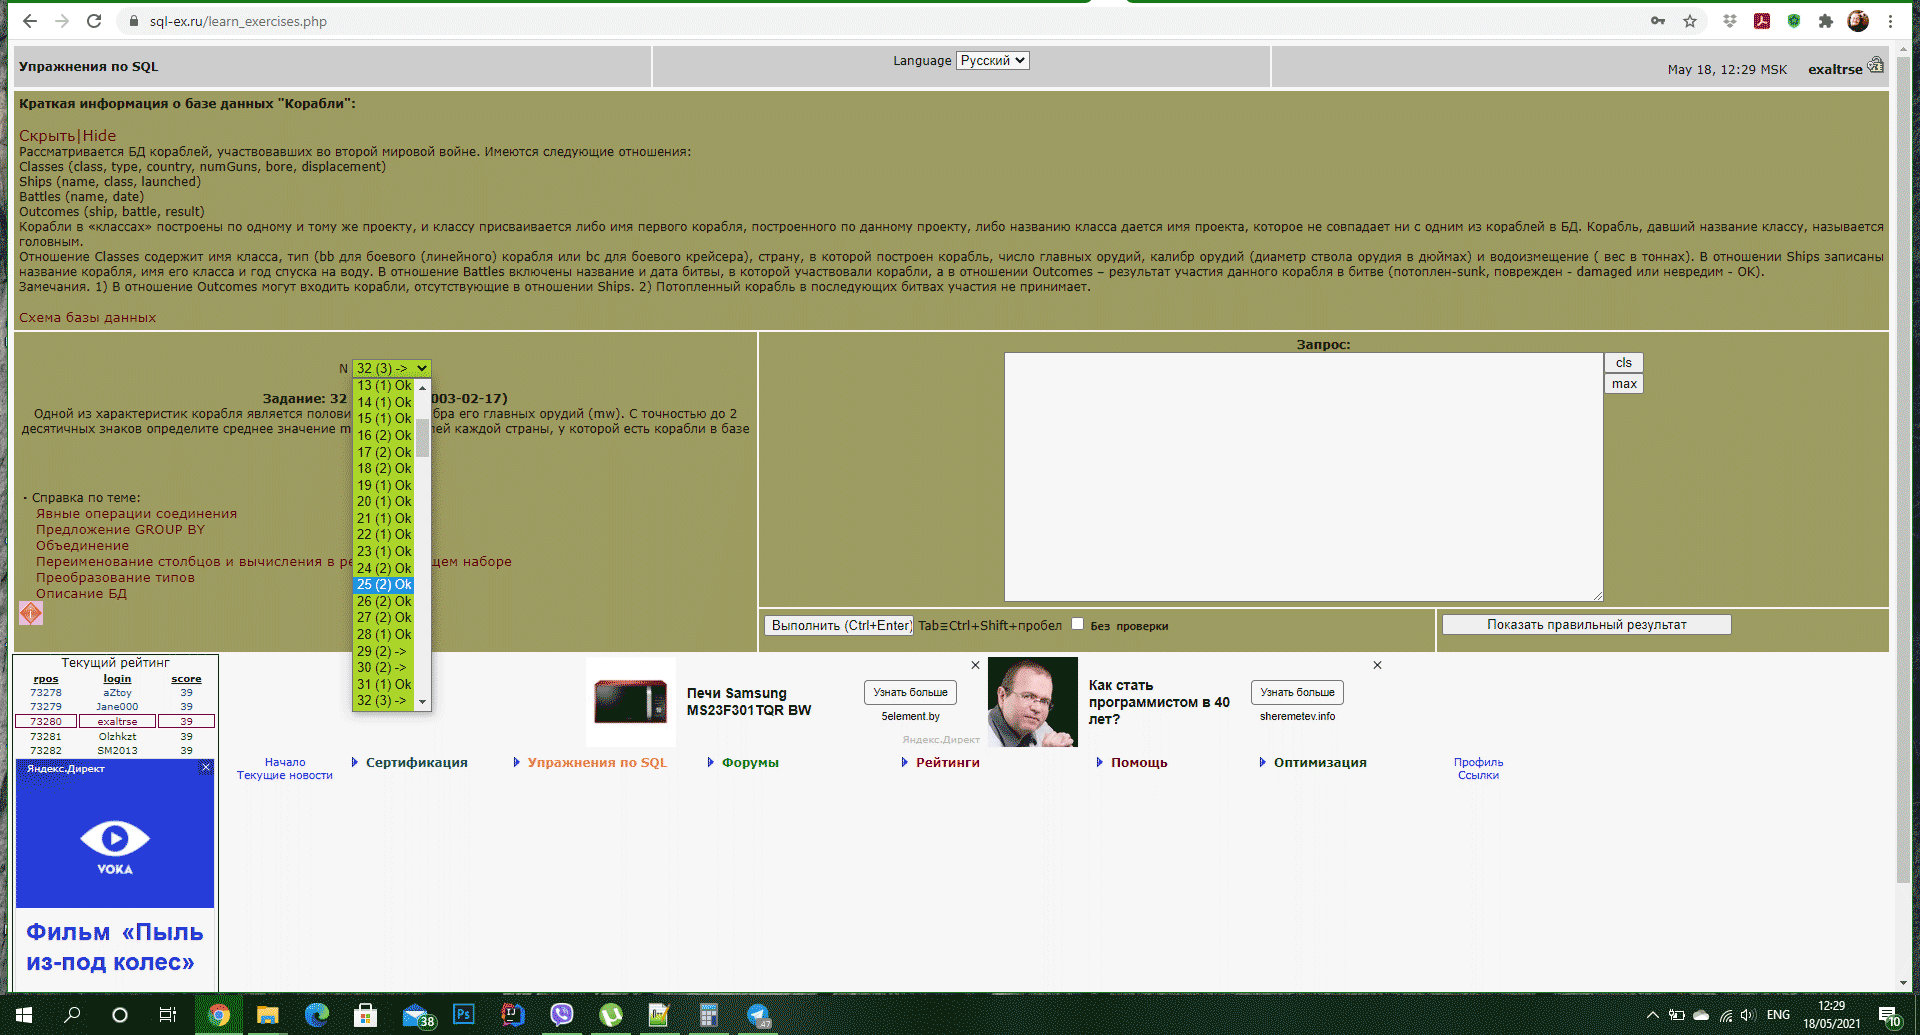 sql-ex.ru/learn_exercises.php
Упражнения по SQL
Language Русский
May 18, 12:29 MSK exaltrse
Краткая информация о базе данных "Корабли":
Скрыть|Hide
Рассматривается БД кораблей, участвовавших во второй мировой войне. Имеются следующие отношения:
Classes (class, type, country, numGuns, bore, displacement)
Ships (name, class, launched)
Battles (name, date)
Outcomes (ship, battle, result)
Корабли в «классах» построены по одному и тому же проекту, и классу присваивается либо имя первого корабля, построенного по данному проекту, либо названию класса дается имя проекта, которое не совпадает ни с одним из кораблей в БД. Корабль, давший название классу, называется
головным.
Отношение Classes содержит имя класса, тип (bb для боевого (линейного) корабля или bc для боевого крейсера), страну, в которой построен корабль, число главных орудий, калибр орудий (диаметр ствола орудия в дюймах) и водоизмещение ( вес в тоннах). В отношении Ships записаны
название корабля, имя его класса и год спуска на воду. В отношение Battles включены название и дата битвы, в которой участвовали корабли, а в отношении Outcomes – результат участия данного корабля в битве (потоплен-sunk, поврежден - damaged или невредим - OK).
Замечания. 1) В отношение Outcomes могут входить корабли, отсутствующие в отношении Ships. 2) Потопленный корабль в последующих битвах участия не принимает.
Схема базы данных
N 32 (3) ->
13 (1) Ok
14 (1) Ok
15 (1) Ok
16 (2) Ok
17 (2) Ok
18 (2) Ok
19 (1) Ok
20 (1) Ok
21 (1) Ok
22 (1) Ok
23 (1) Ok
24 (2) Ok
25 (2) Ok
26 (2) Ok
27 (2) Ok
28 (1) Ok
29 (2) ->
30 (2) ->
31 (1) Ok
32 (3) ->
Задание: 32 003-02-17)
Одной из характеристик корабля является полови бра его главных орудий (mw). С точностью до 2
десятичных знаков определите среднее значение лей каждой страны, у которой есть корабли в базе
· Справка по теме:
Явные операции соединения
Предложение GROUP BY
Объединение
Переименование столбцов и вычисления в ре щем наборе
Преобразование типов
Описание БД
Запрос:
cls
max
Выполнить (Ctrl+Enter) Tab≡Ctrl+Shift+пробел Без проверки
Показать правильный результат
Текущий рейтинг
rpos login score
73278 aZtoy 39
73279 Jane000 39
73280 exaltrse 39
73281 Olzhkzt 39
73282 SM2013 39
Печи Samsung
MS23F301TQR BW
Узнать больше
5element.by
Яндекс.Директ
Как стать
программистом в 40
лет?
Узнать больше
sheremetev.info
Начало
Текущие новости
Сертификация
Упражнения по SQL
Форумы
Рейтинги
Помощь
Оптимизация
Профиль
Ссылки
Яндекс.Директ
VOKA
Фильм «Пыль
из-под колес»
38
Ps
47
ENG
12:29
18/05/2021
10